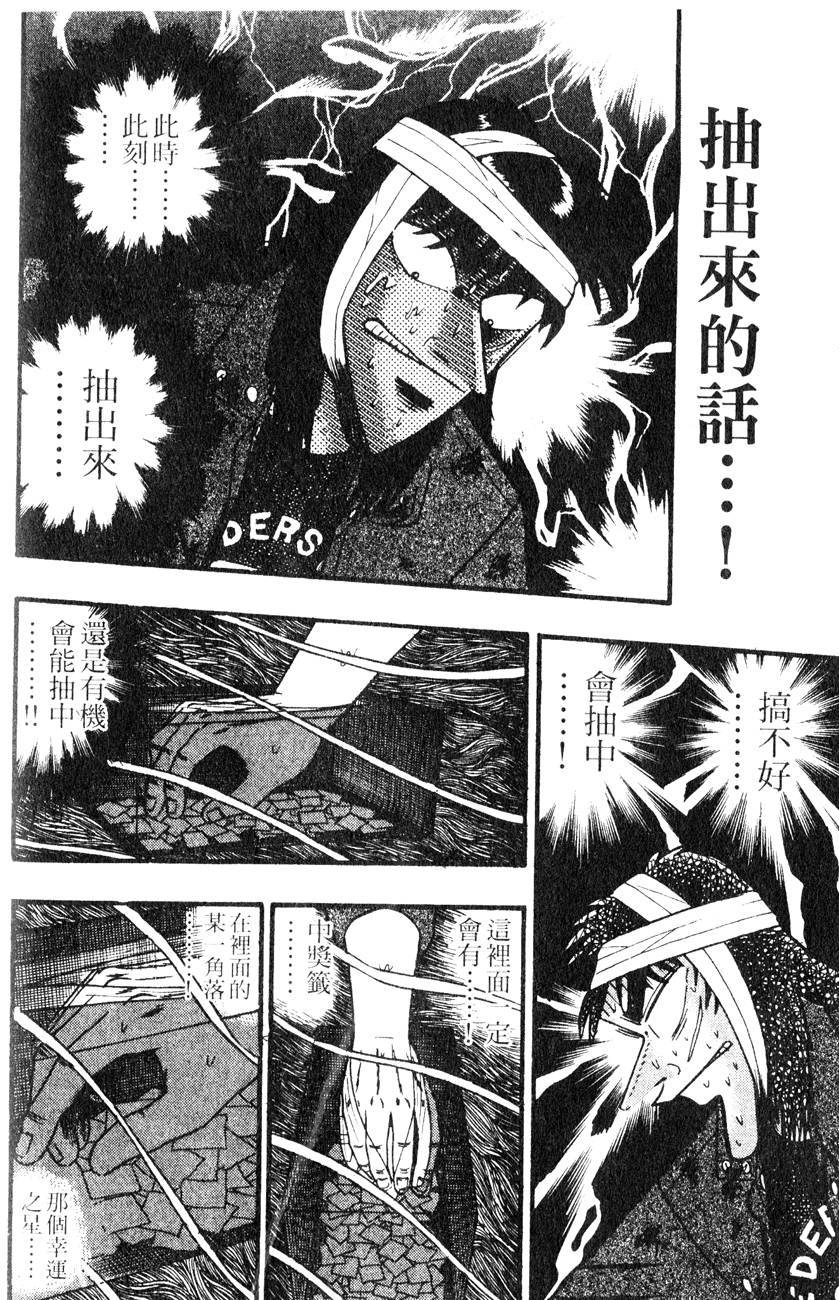 抽出來的話…！
此時……
此刻………
……
抽出來
………
DERS
搞不好
………
會抽中
……！
還是有機
會能抽中
………!!
這裡面一定
會有……！
中獎籤
……
在裡面的
某一角落
……！
那個幸運
之星……
EDEN